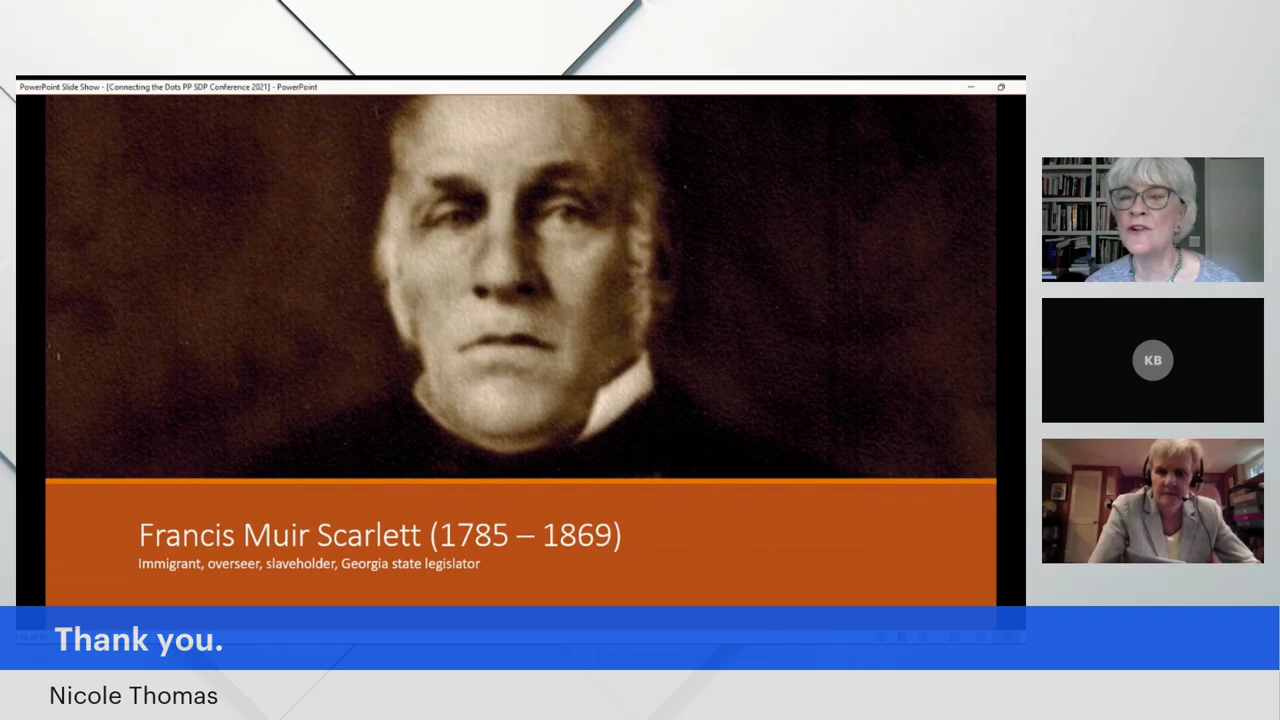 PowerPoint Slide Show - [Connecting the Dots PP SDP Conference 2021] - PowerPoint
KB
Francis Muir Scarlett (1785 – 1869)
Immigrant, overseer, slaveholder, Georgia state legislator
Thank you.
Nicole Thomas